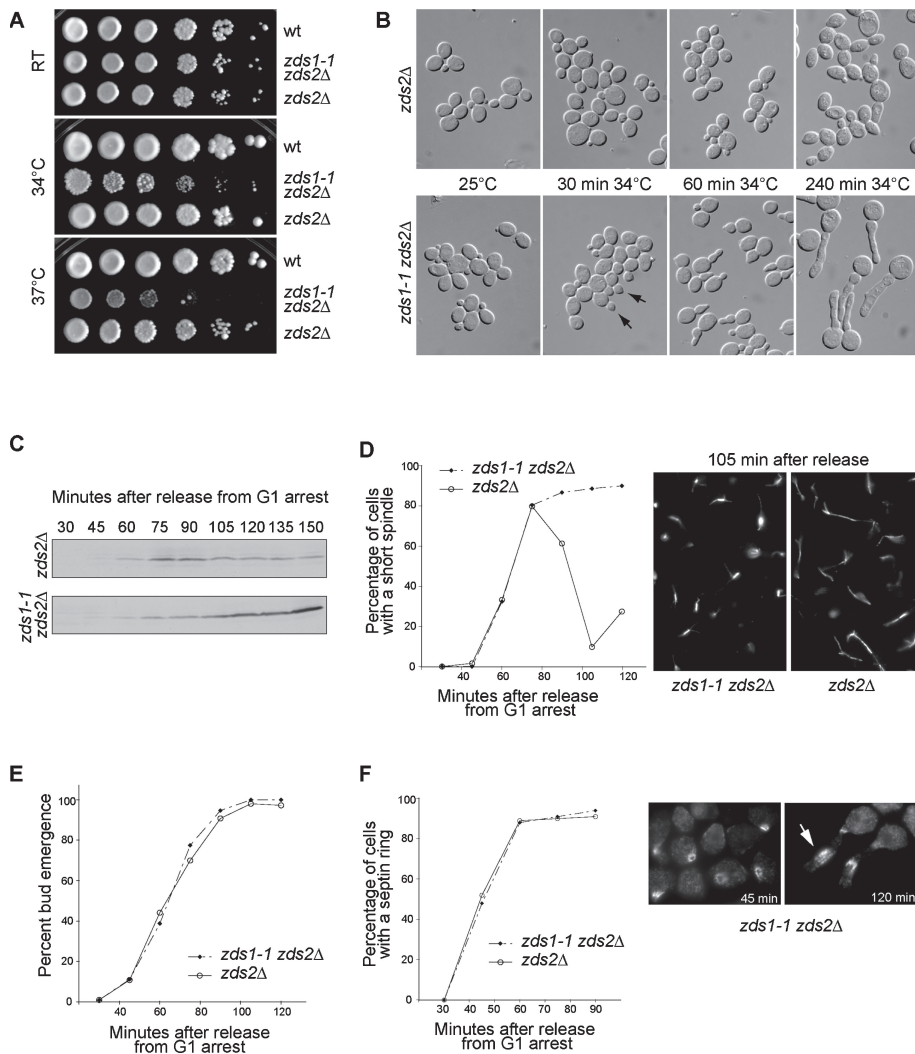 A
RT
wt
zds1-1
zds2Δ
zds2Δ
34°C
wt
zds1-1
zds2Δ
zds2Δ
37°C
wt
zds1-1
zds2Δ
zds2Δ
B
zds2Δ
25°C
30 min 34°C
60 min 34°C
240 min 34°C
zds1-1 zds2Δ
C
Minutes after release from G1 arrest
30 45 60 75 90 105 120 135 150
zds2Δ
zds1-1
zds2Δ
D
Percentage of cells
with a short spindle
100
80
60
40
20
0
zds1-1 zds2Δ
zds2Δ
40 60 80 100 120
Minutes after release
from G1 arrest
105 min after release
zds1-1 zds2Δ
zds2Δ
E
Percent bud emergence
100
80
60
40
20
0
zds1-1 zds2Δ
zds2Δ
40 60 80 100 120
Minutes after release
from G1 arrest
F
Percentage of cells
with a septin ring
100
80
60
40
20
0
zds1-1 zds2Δ
zds2Δ
30 40 50 60 70 80 90
Minutes after release
from G1 arrest
45 min
120 min
zds1-1 zds2Δ